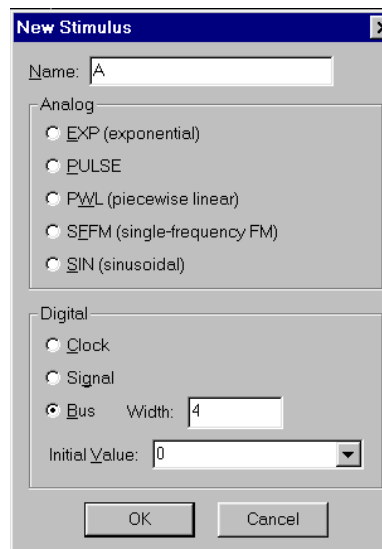 New Stimulus
Name: A
Analog
EXP (exponential)
PULSE
PWL (piecewise linear)
SFFM (single-frequency FM)
SIN (sinusoidal)
Digital
Clock
Signal
Bus Width: 4
Initial Value: 0
OK Cancel